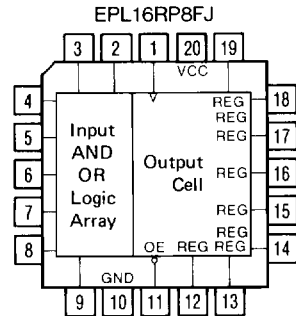 EPL16RP8FJ
3 2 1 20 19
VCC
4 REG 18
REG
5 Input REG 17
AND
6 OR Output REG 16
Logic Cell
7 Array REG 15
REG
8 OE REG REG 14
GND
9 10 11 12 13